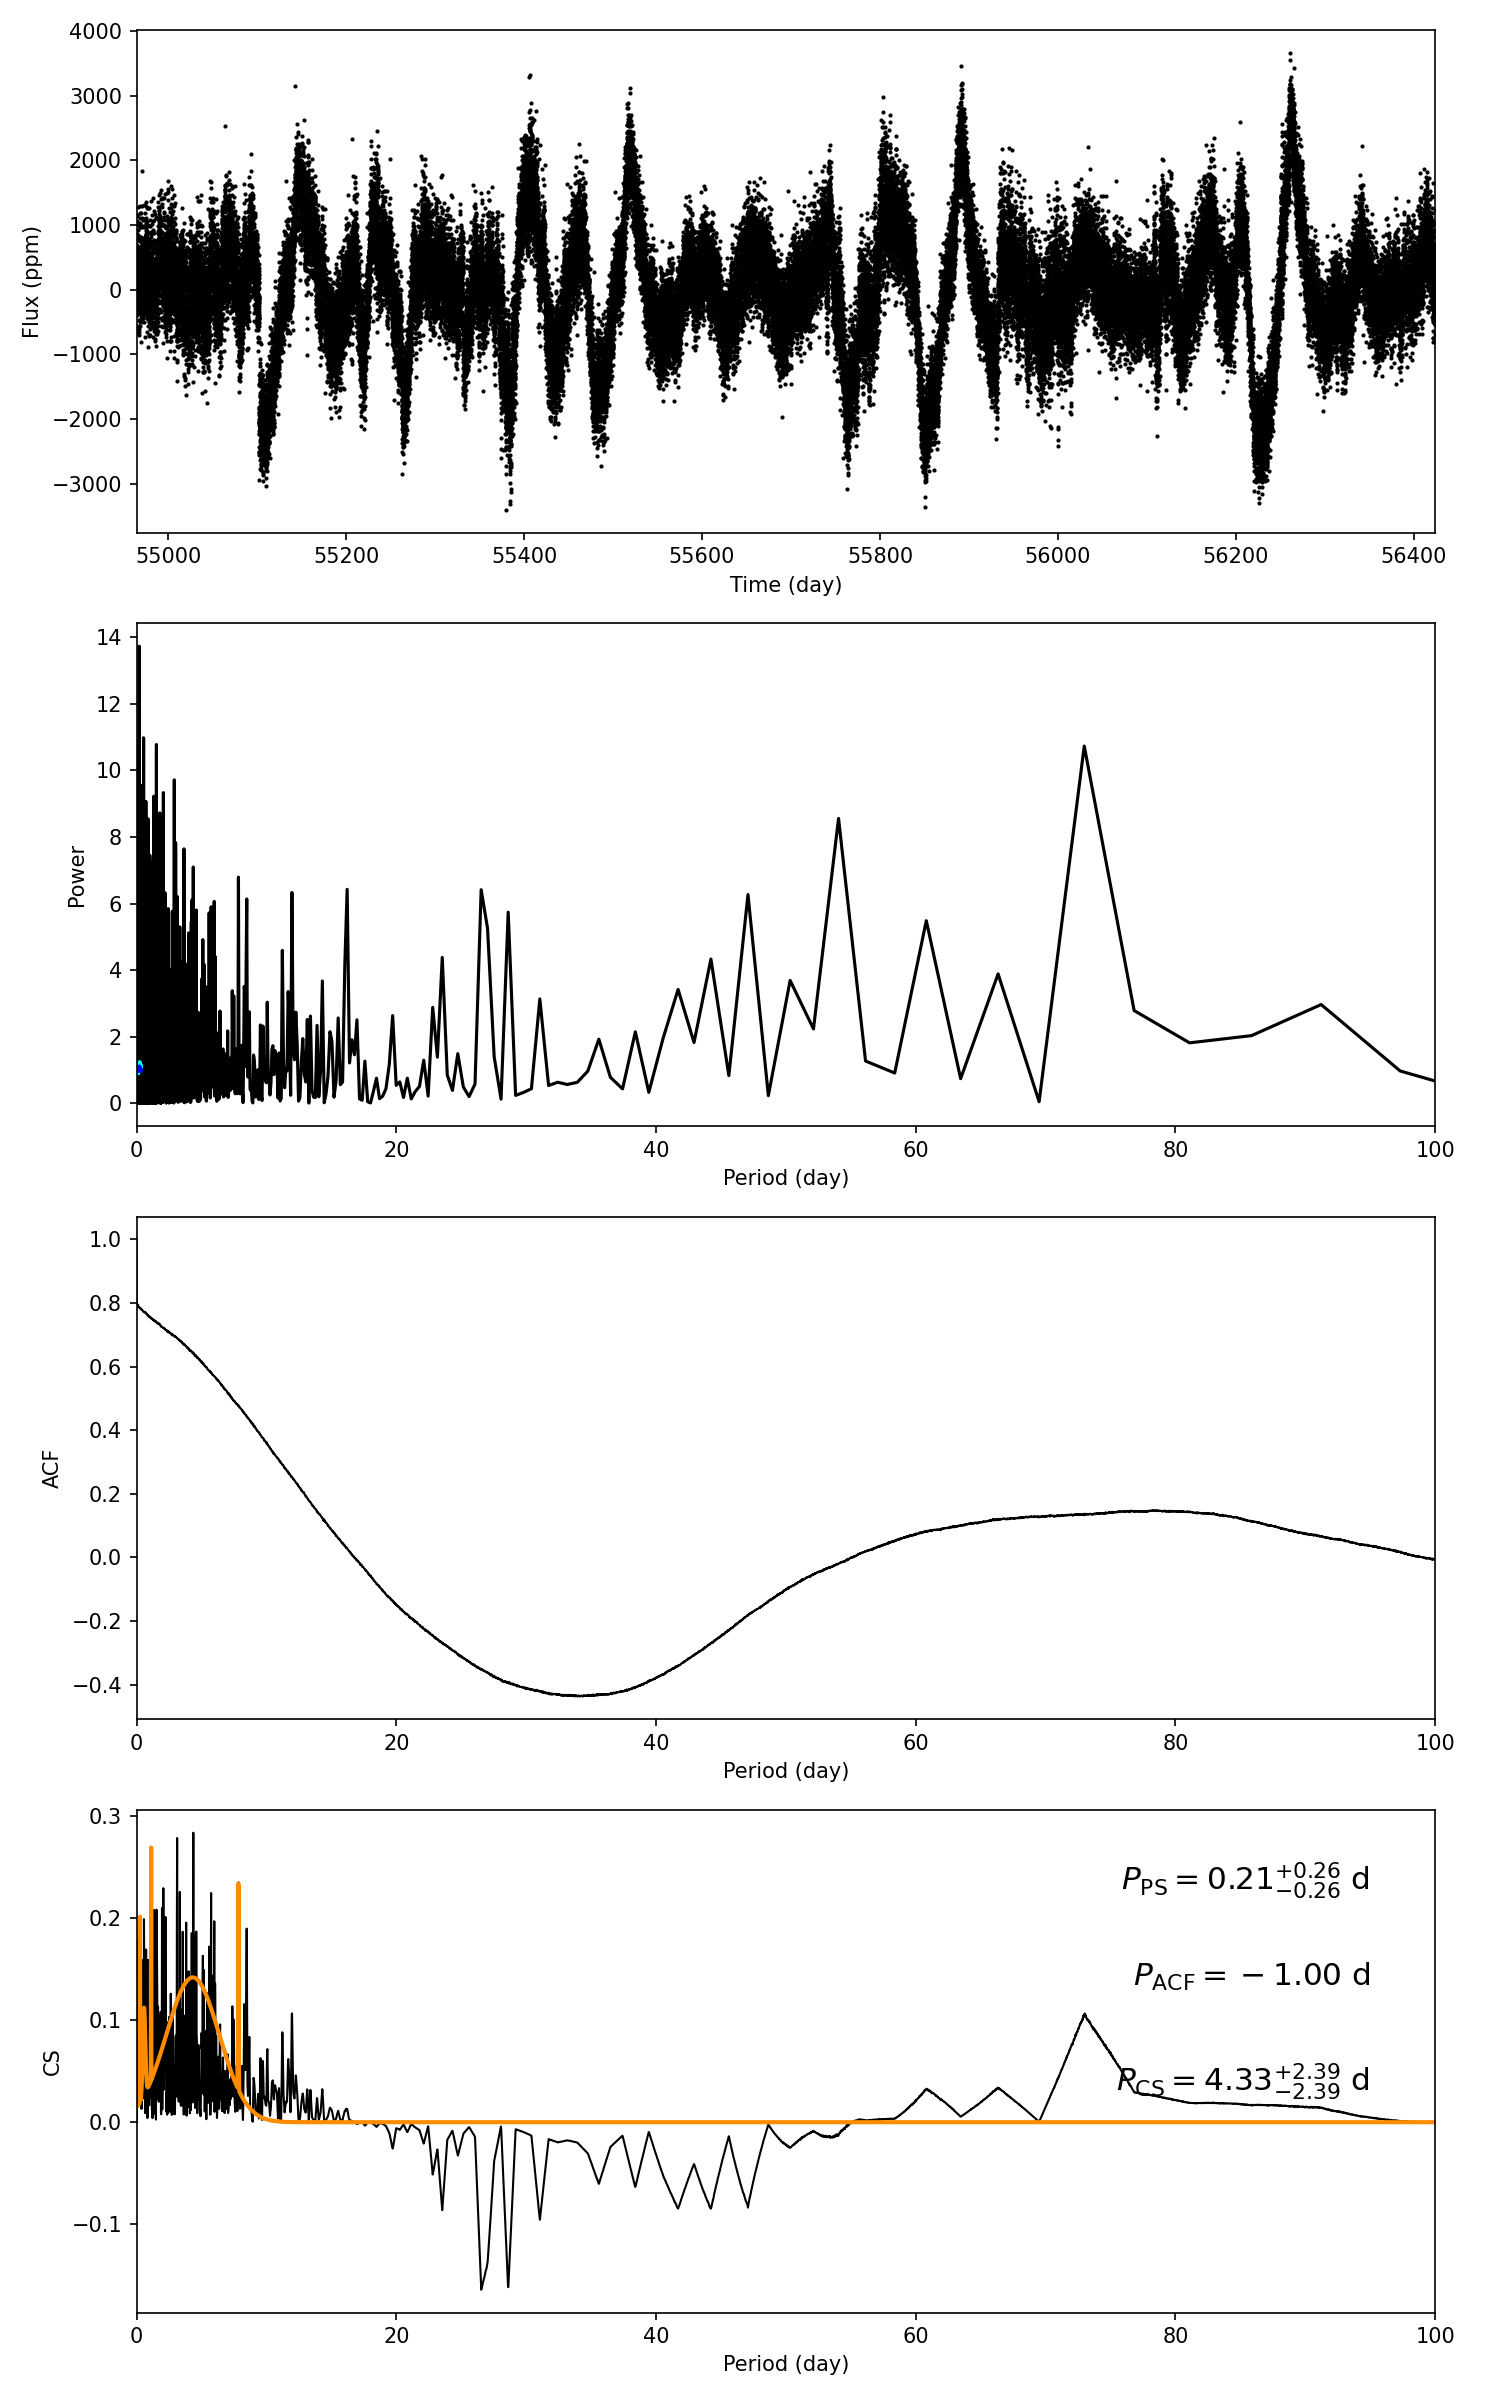 4000
3000
2000
1000
0
−1000
−2000
−3000
Flux (ppm)
55000 55200 55400 55600 55800 56000 56200 56400
Time (day)
14
12
10
8
6
4
2
0
Power
0 20 40 60 80 100
Period (day)
1.0
0.8
0.6
0.4
0.2
0.0
−0.2
−0.4
ACF
0 20 40 60 80 100
Period (day)
0.3
0.2
0.1
0.0
−0.1
CS
P_PS = 0.21^{+0.26}_{−0.26} d
P_ACF = −1.00 d
P_CS = 4.33^{+2.39}_{−2.39} d
0 20 40 60 80 100
Period (day)